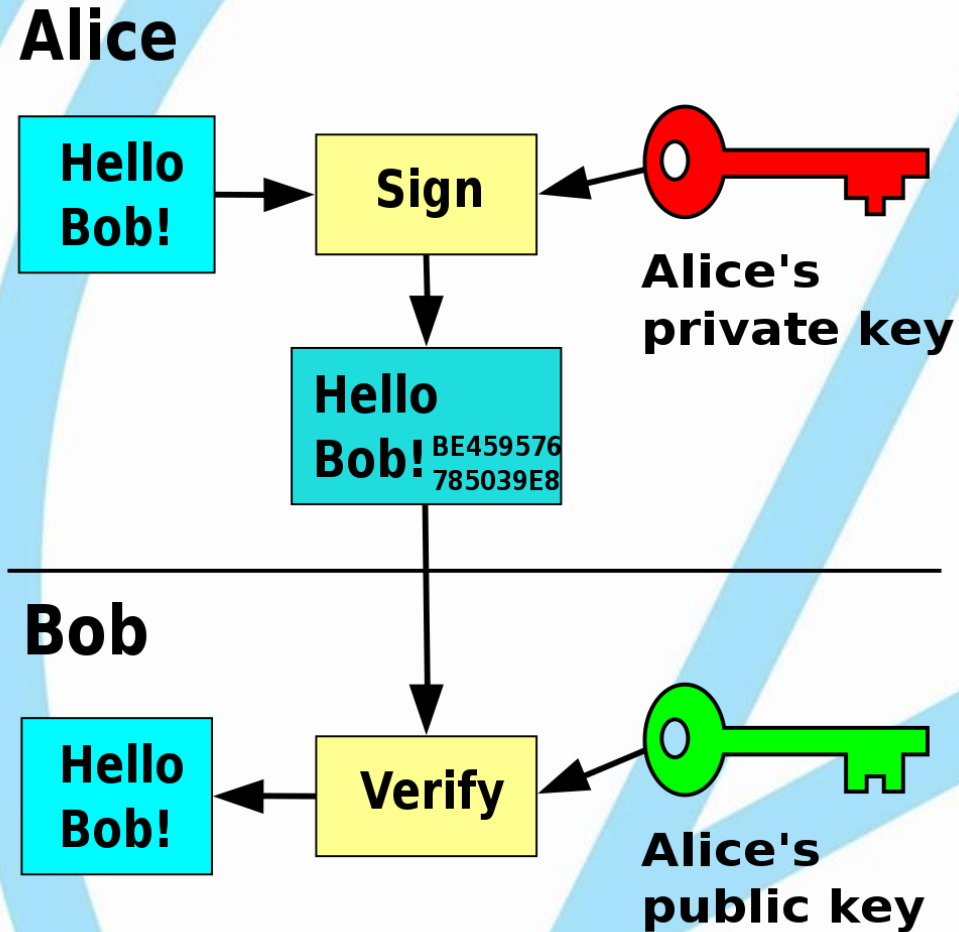 Alice
Hello
Bob!
Sign
Alice's
private key
Hello
Bob! BE459576
785039E8
Bob
Hello
Bob!
Verify
Alice's
public key